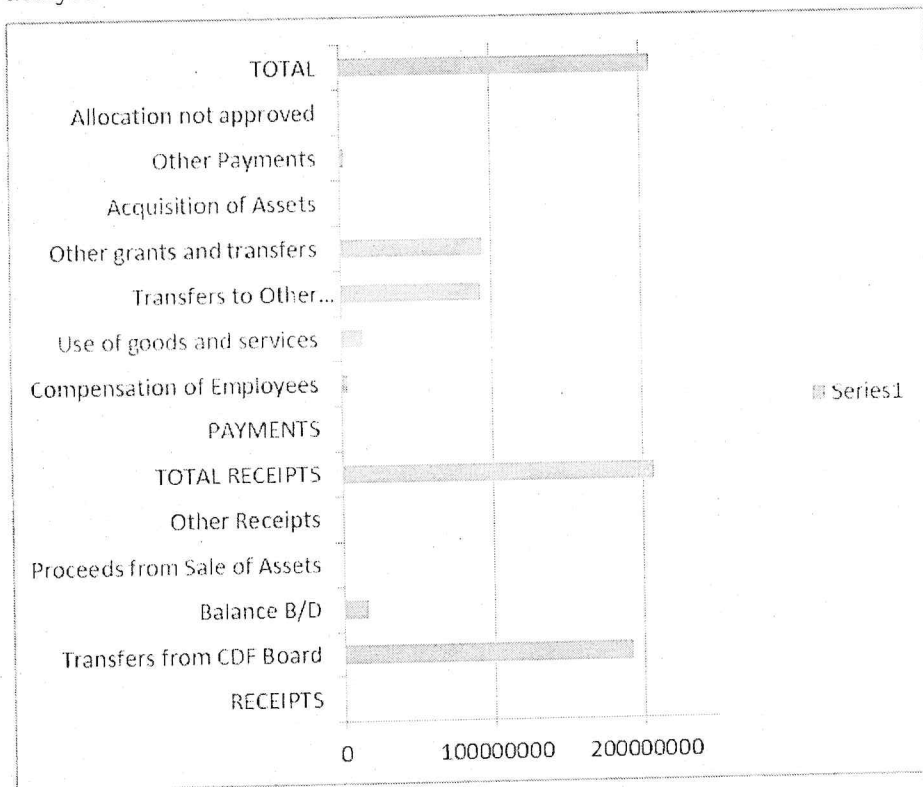 TOTAL
Allocation not approved
Other Payments
Acquisition of Assets
Other grants and transfers
Transfers to Other...
Use of goods and services
Compensation of Employees
PAYMENTS
TOTAL RECEIPTS
Other Receipts
Proceeds from Sale of Assets
Balance B/D
Transfers from CDF Board
RECEIPTS
0 100000000 200000000
Series1